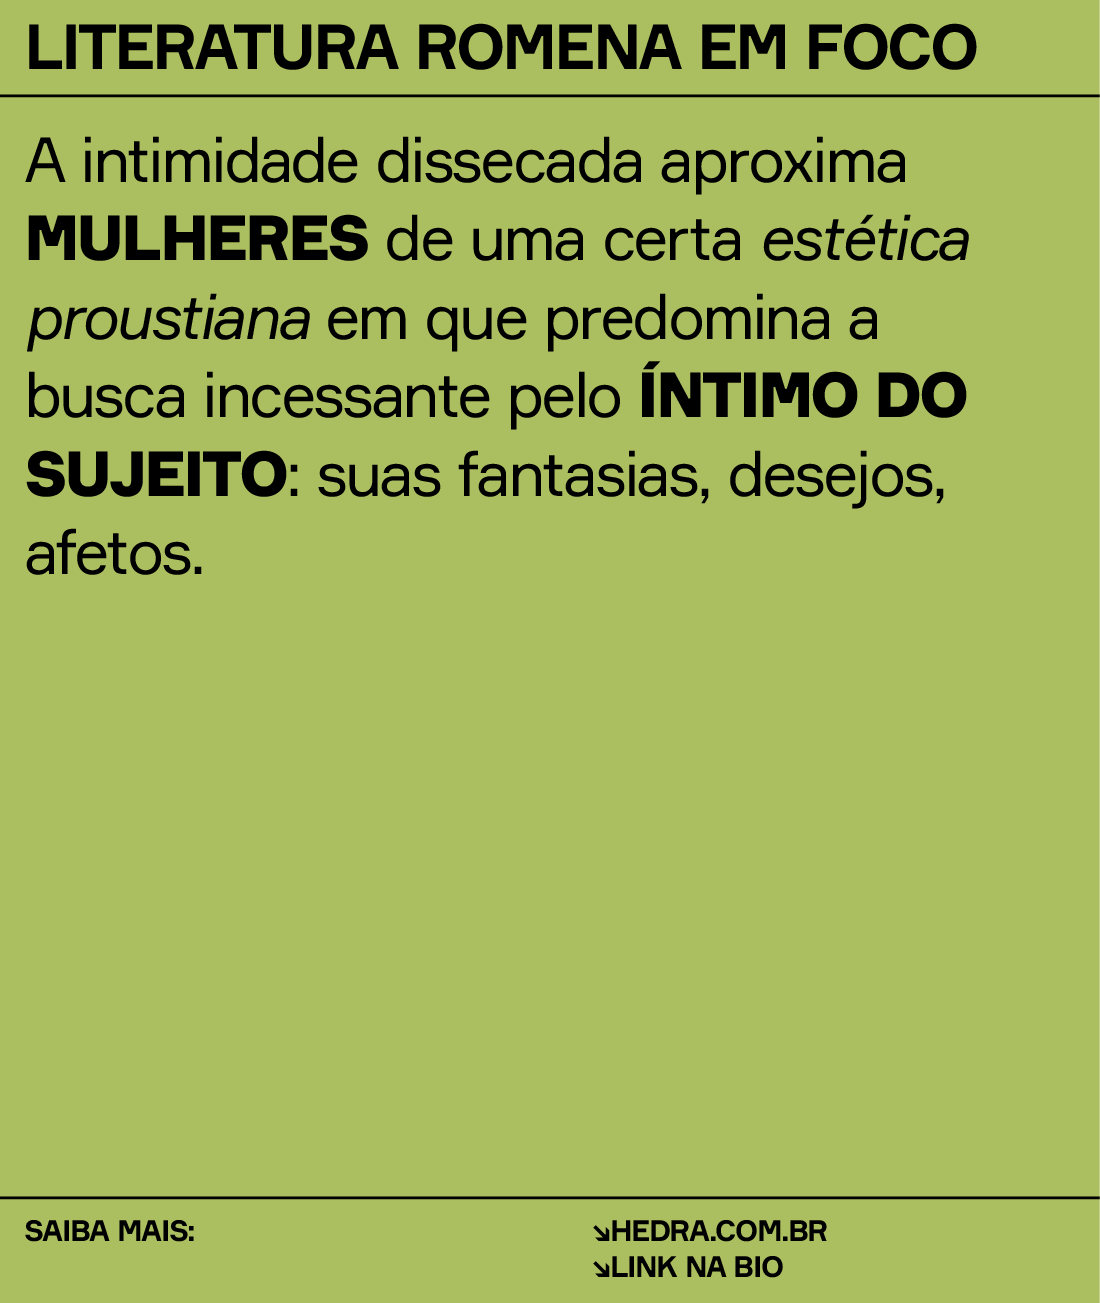 LITERATURA ROMENA EM FOCO
A intimidade dissecada aproxima
MULHERES de uma certa estética
proustiana em que predomina a
busca incessante pelo ÍNTIMO DO
SUJEITO: suas fantasias, desejos,
afetos.
SAIBA MAIS:
↘HEDRA.COM.BR
↘LINK NA BIO